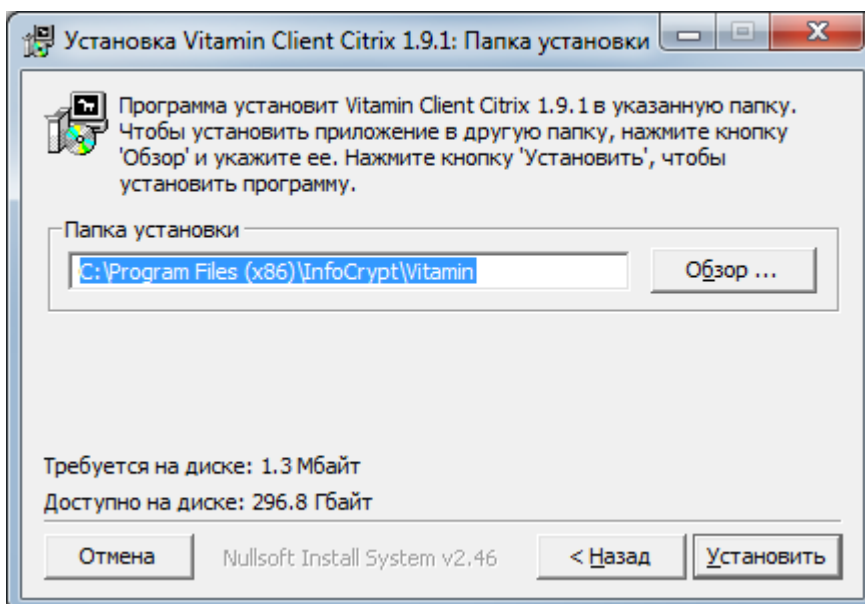 Установка Vitamin Client Citrix 1.9.1: Папка установки
Программа установит Vitamin Client Citrix 1.9.1 в указанную папку.
Чтобы установить приложение в другую папку, нажмите кнопку
'Обзор' и укажите ее. Нажмите кнопку 'Установить', чтобы
установить программу.
Папка установки
C:\Program Files (x86)\InfoCrypt\Vitamin
Обзор ...
Требуется на диске: 1.3 Мбайт
Доступно на диске: 296.8 Гбайт
Отмена Nullsoft Install System v2.46 < Назад Установить